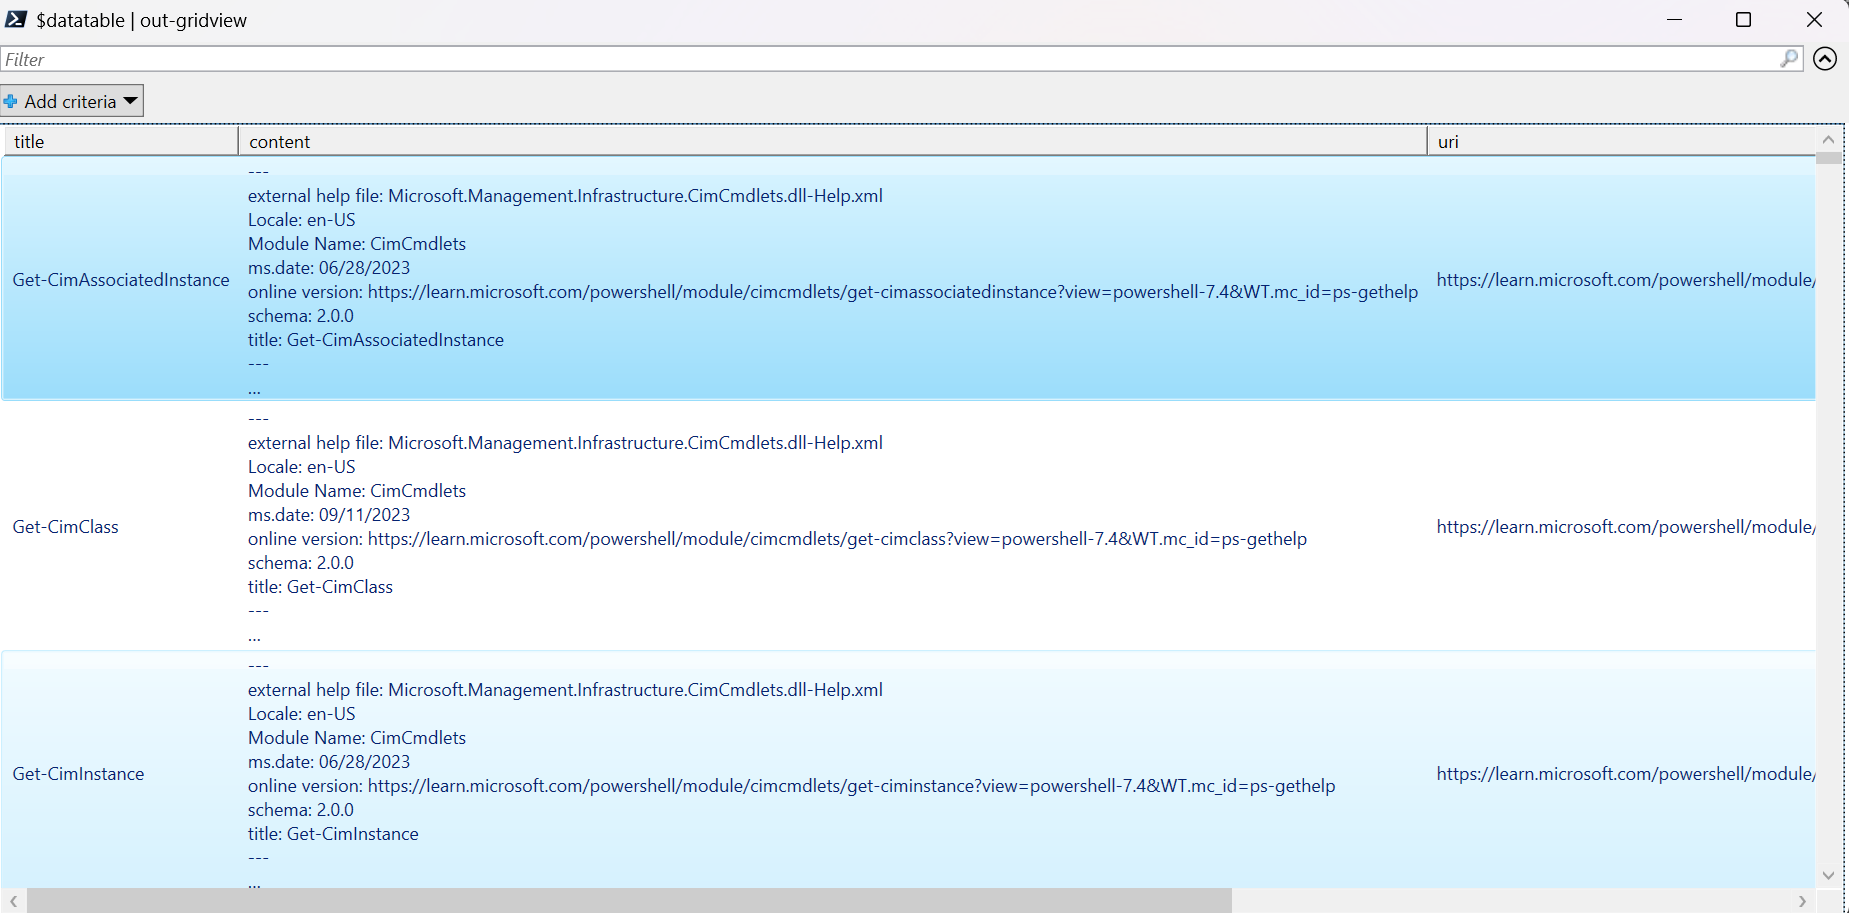 $datatable | out-gridview
Filter
Add criteria
title content uri
---
external help file: Microsoft.Management.Infrastructure.CimCmdlets.dll-Help.xml
Locale: en-US
Module Name: CimCmdlets
ms.date: 06/28/2023
Get-CimAssociatedInstance
https://learn.microsoft.com/powershell/module/
online version: https://learn.microsoft.com/powershell/module/cimcmdlets/get-cimassociatedinstance?view=powershell-7.4&WT.mc_id=ps-gethelp
schema: 2.0.0
title: Get-CimAssociatedInstance
---
...
---
external help file: Microsoft.Management.Infrastructure.CimCmdlets.dll-Help.xml
Locale: en-US
Module Name: CimCmdlets
ms.date: 09/11/2023
Get-CimClass
https://learn.microsoft.com/powershell/module/
online version: https://learn.microsoft.com/powershell/module/cimcmdlets/get-cimclass?view=powershell-7.4&WT.mc_id=ps-gethelp
schema: 2.0.0
title: Get-CimClass
---
...
---
external help file: Microsoft.Management.Infrastructure.CimCmdlets.dll-Help.xml
Locale: en-US
Module Name: CimCmdlets
ms.date: 06/28/2023
Get-CimInstance
https://learn.microsoft.com/powershell/module/
online version: https://learn.microsoft.com/powershell/module/cimcmdlets/get-ciminstance?view=powershell-7.4&WT.mc_id=ps-gethelp
schema: 2.0.0
title: Get-CimInstance
---
...